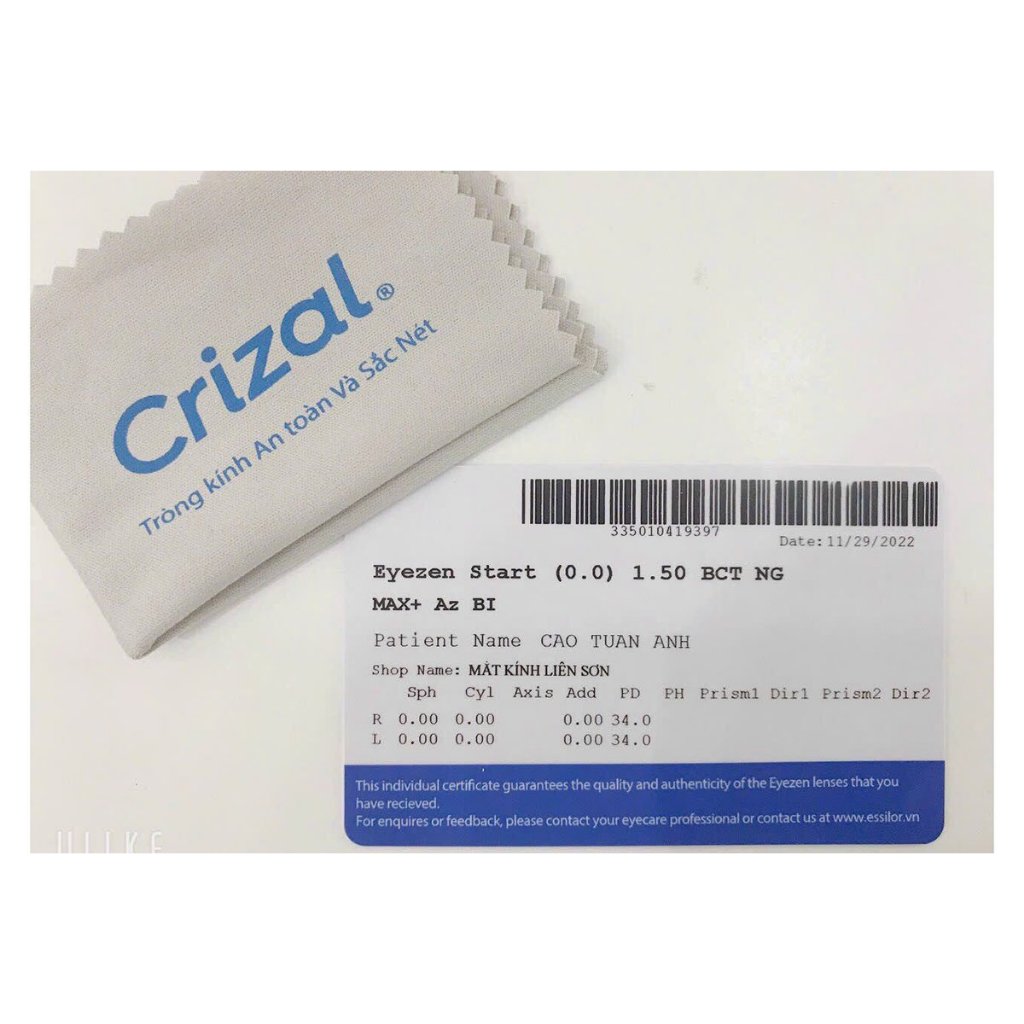 Crizal®
Tròng kính An toàn Và Sắc Nét
335010419397
Date: 11/29/2022
Eyezen Start (0.0) 1.50 BCT NG
MAX+ Az BI
Patient Name CAO TUAN ANH
Shop Name: MẮT KÍNH LIÊN SƠN
Sph Cyl Axis Add PD PH Prism1 Dir1 Prism2 Dir2
R 0.00 0.00 0.00 34.0
L 0.00 0.00 0.00 34.0
This individual certificate guarantees the quality and authenticity of the Eyezen lenses that you
have recieved.
For enquires or feedback, please contact your eyecare professional or contact us at www.essilor.vn